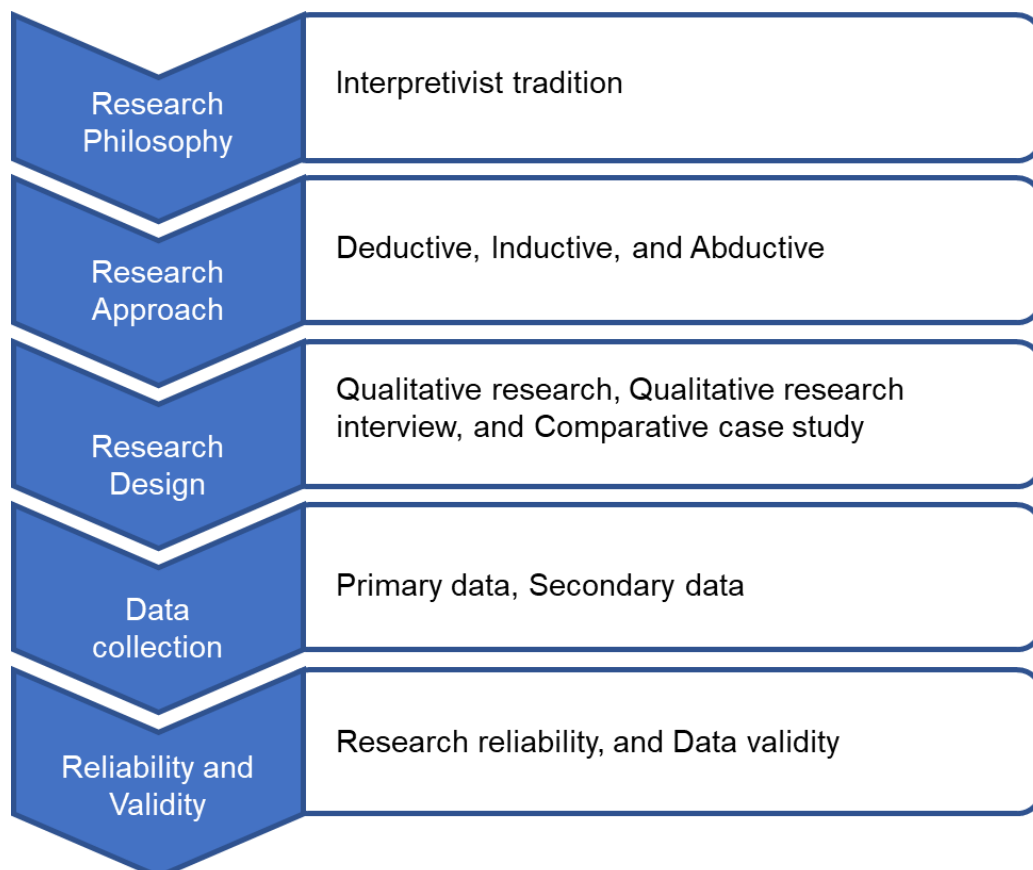 Research
Philosophy
Interpretivist tradition
Research
Approach
Deductive, Inductive, and Abductive
Research
Design
Qualitative research, Qualitative research
interview, and Comparative case study
Data
collection
Primary data, Secondary data
Reliability and
Validity
Research reliability, and Data validity